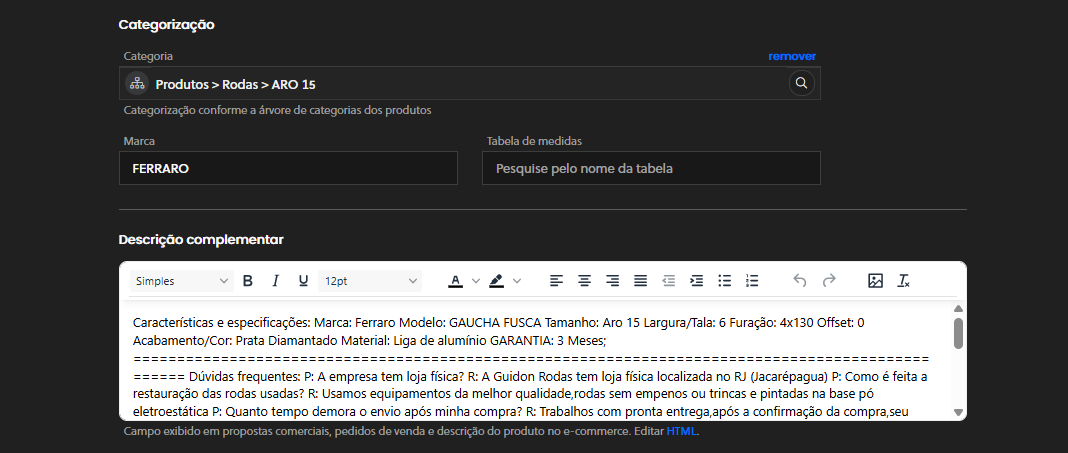 Categorização
Categoria
remover
Produtos > Rodas > ARO 15
Categorização conforme a árvore de categorias dos produtos
Marca
Tabela de medidas
FERRARO
Pesquise pelo nome da tabela
Descrição complementar
Simples
B
I
U
12pt
A
Características e especificações: Marca: Ferraro Modelo: GAUCHA FUSCA Tamanho: Aro 15 Largura/Tala: 6 Furação: 4x130 Offset: 0
Acabamento/Cor: Prata Diamantado Material: Liga de alumínio GARANTIA: 3 Meses;
==========================================================================================
====== Dúvidas frequentes: P: A empresa tem loja física? R: A Guidon Rodas tem loja física localizada no RJ (Jacarépagua) P: Como é feita a
restauração das rodas usadas? R: Usamos equipamentos da melhor qualidade,rodas sem empenos ou trincas e pintadas na base pó
eletroestática P: Quanto tempo demora o envio após minha compra? R: Trabalhos com pronta entrega,após a confirmação da compra,seu
Campo exibido em propostas comerciais, pedidos de venda e descrição do produto no e-commerce. Editar HTML.